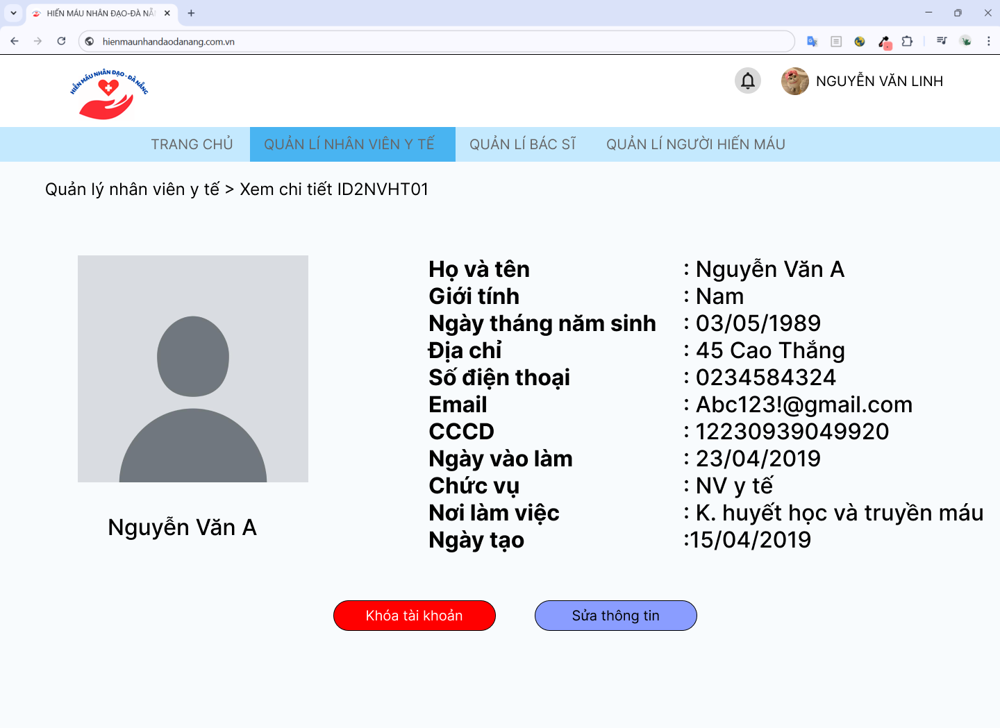 HIẾN MÁU NHÂN ĐẠO-ĐÀ NẴ
hienmaunhandaodanang.com.vn
HIẾN MÁU NHÂN ĐẠO - ĐÀ NẴNG
NGUYỄN VĂN LINH
TRANG CHỦ
QUẢN LÍ NHÂN VIÊN Y TẾ
QUẢN LÍ BÁC SĨ
QUẢN LÍ NGƯỜI HIẾN MÁU
Quản lý nhân viên y tế > Xem chi tiết ID2NVHT01
Nguyễn Văn A
Họ và tên : Nguyễn Văn A
Giới tính : Nam
Ngày tháng năm sinh : 03/05/1989
Địa chỉ : 45 Cao Thắng
Số điện thoại : 0234584324
Email : Abc123!@gmail.com
CCCD : 12230939049920
Ngày vào làm : 23/04/2019
Chức vụ : NV y tế
Nơi làm việc : K. huyết học và truyền máu
Ngày tạo :15/04/2019
Khóa tài khoản
Sửa thông tin